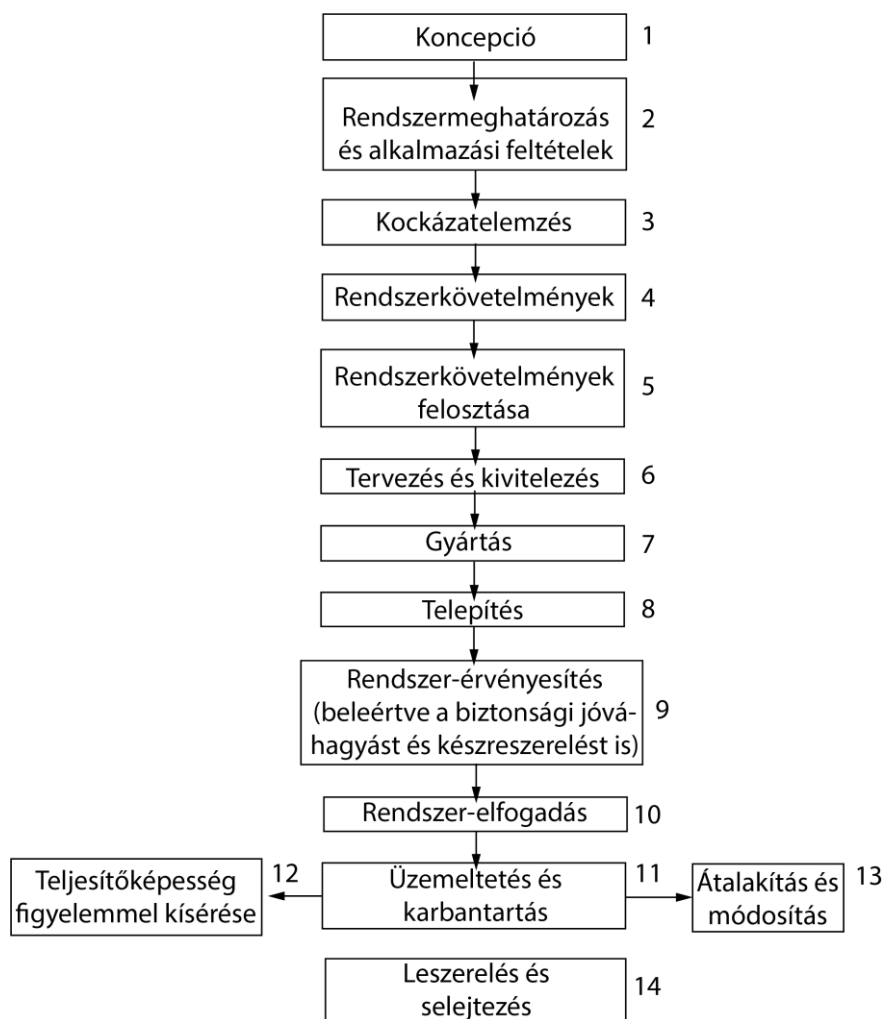 Koncepció
1
Rendszermeghatározás
és alkalmazási feltételek
2
Kockázatelemzés
3
Rendszerkövetelmények
4
Rendszerkövetelmények
felosztása
5
Tervezés és kivitelezés
6
Gyártás
7
Telepítés
8
Rendszer-érvényesítés
(beleértve a biztonsági jóvá-
hagyást és készreszerelést is)
9
Rendszer-elfogadás
10
Teljesítőképesség
figyelemmel kísérése
12
Üzemeltetés és
karbantartás
11
Átalakítás és
módosítás
13
Leszerelés és
selejtezés
14